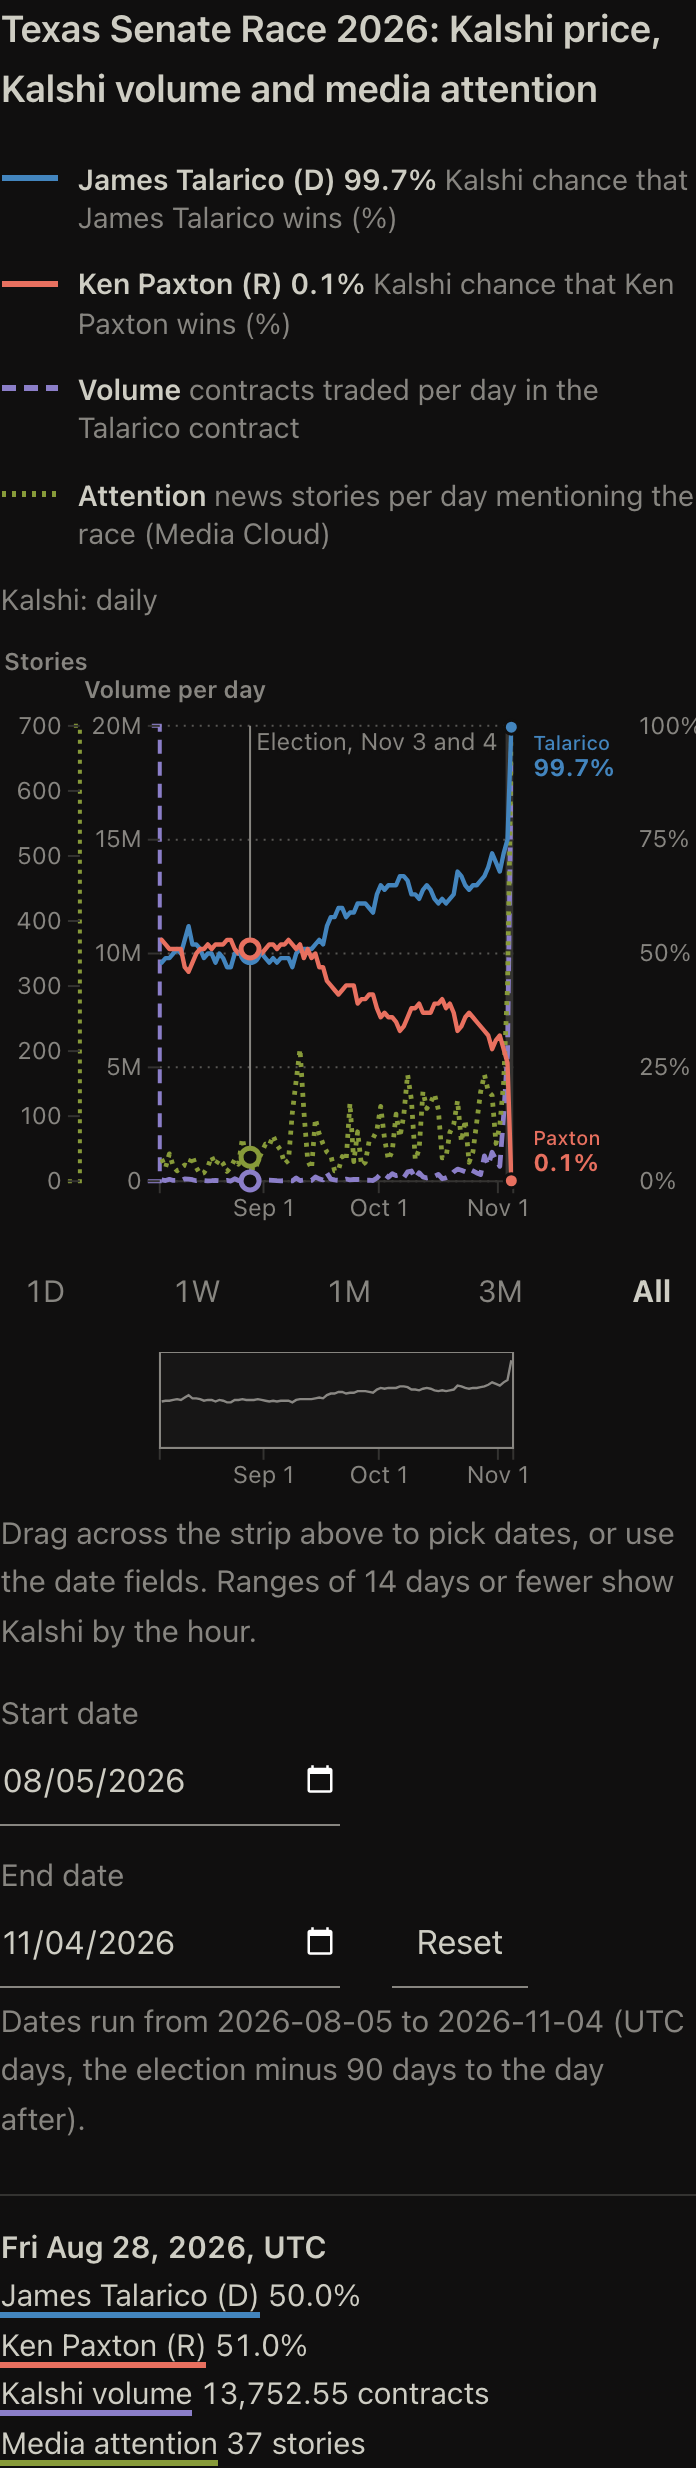 Texas Senate Race 2026: Kalshi price,
Kalshi volume and media attention
James Talarico (D) 99.7% Kalshi chance that
James Talarico wins (%)
Ken Paxton (R) 0.1% Kalshi chance that Ken
Paxton wins (%)
Volume contracts traded per day in the
Talarico contract
Attention news stories per day mentioning the
race (Media Cloud)
Kalshi: daily
Stories
Volume per day
700 20M 100%
Election, Nov 3 and 4
Talarico
99.7%
600
15M 75%
500
400
10M 50%
300
200
5M 25%
100
Paxton
0.1%
0 0 0%
Sep 1 Oct 1 Nov 1
1D 1W 1M 3M All
Sep 1 Oct 1 Nov 1
Drag across the strip above to pick dates, or use
the date fields. Ranges of 14 days or fewer show
Kalshi by the hour.
Start date
08/05/2026
End date
11/04/2026 Reset
Dates run from 2026-08-05 to 2026-11-04 (UTC
days, the election minus 90 days to the day
after).
Fri Aug 28, 2026, UTC
James Talarico (D) 50.0%
Ken Paxton (R) 51.0%
Kalshi volume 13,752.55 contracts
Media attention 37 stories